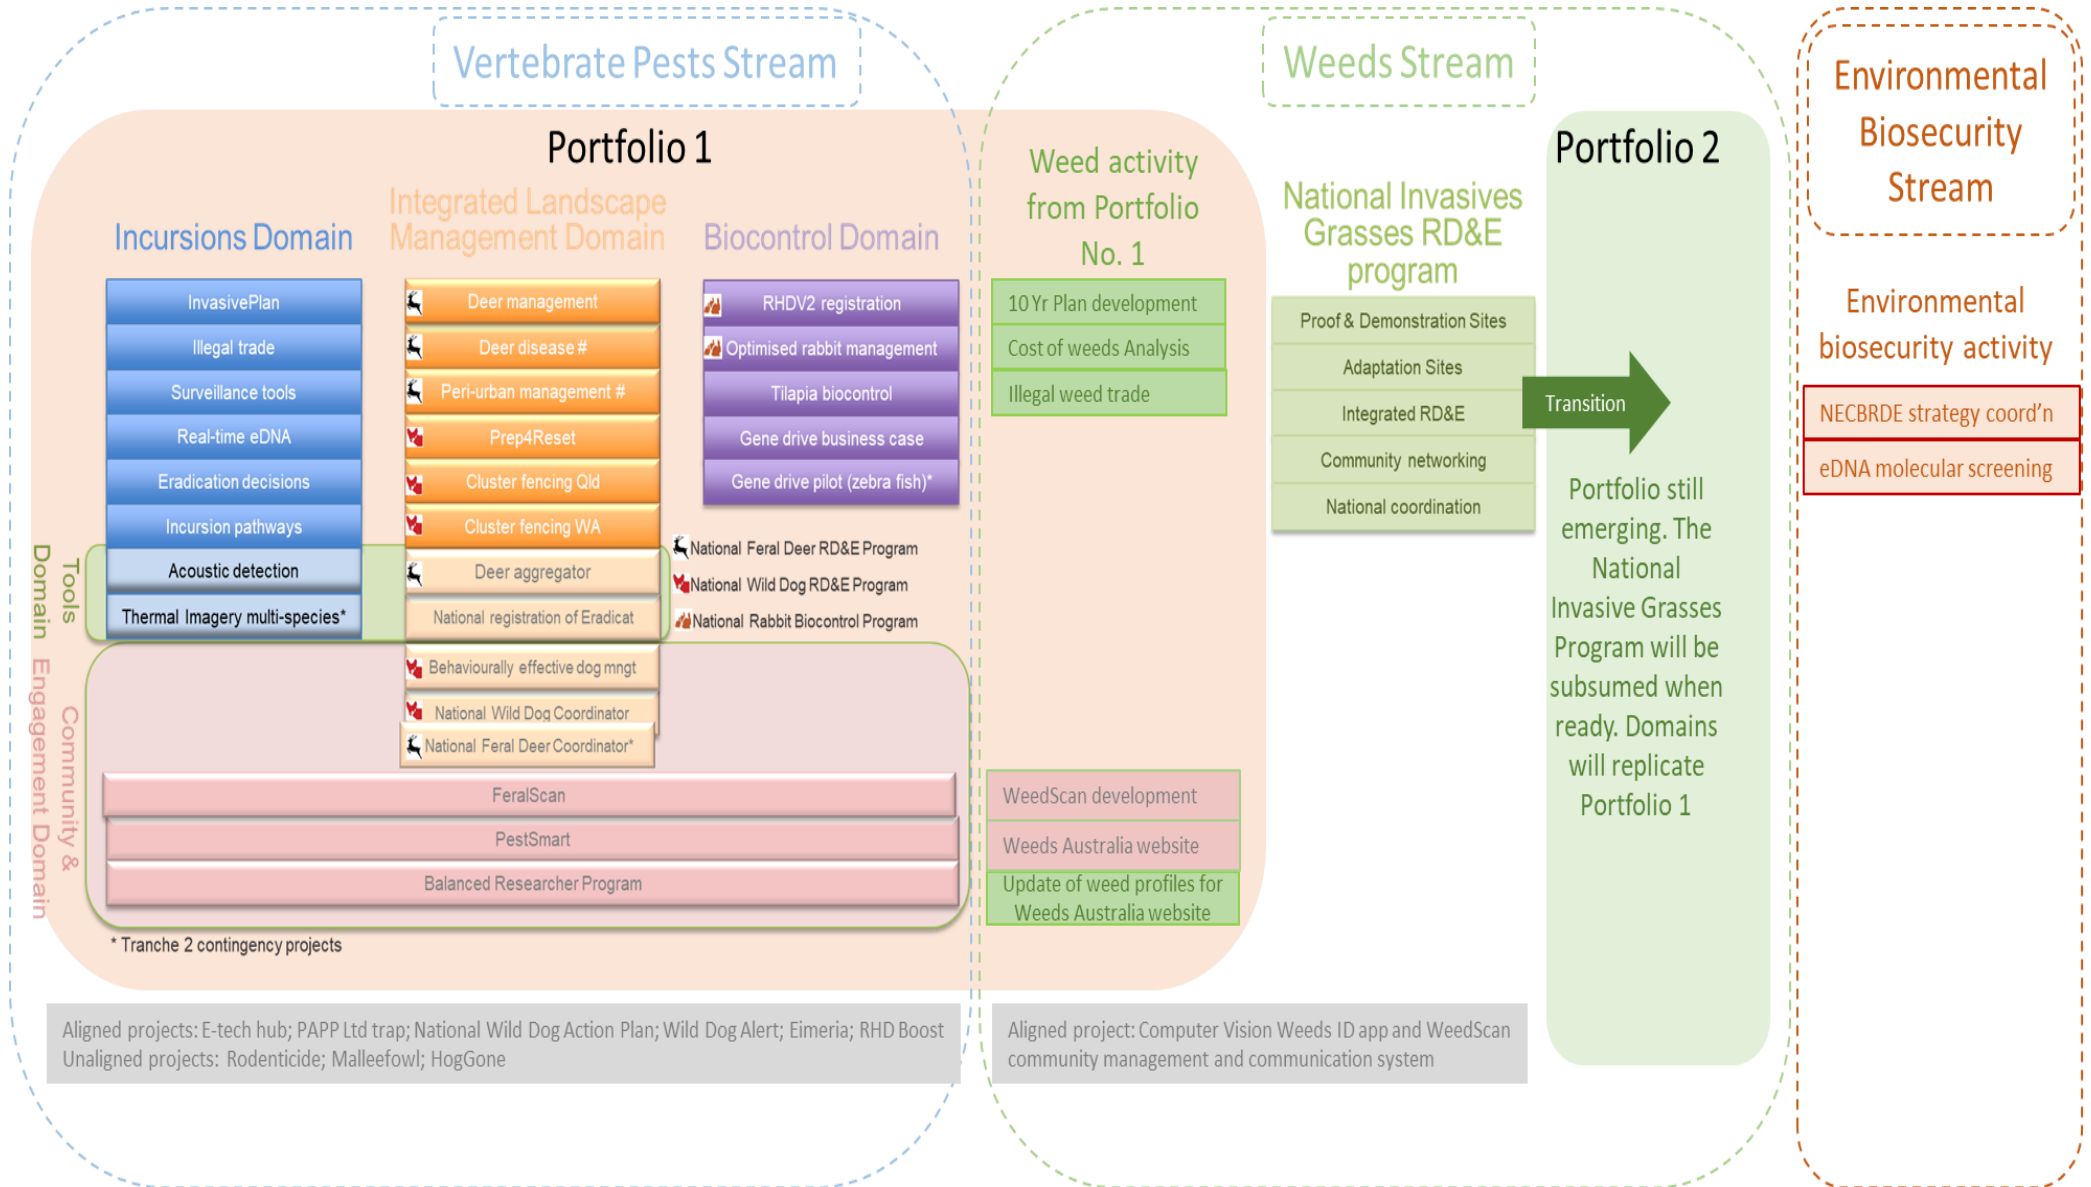 Vertebrate Pests Stream
Portfolio 1
Incursions Domain
InvasivePlan
Illegal trade
Surveillance tools
Real-time eDNA
Eradication decisions
Incursion pathways
Acoustic detection
Thermal Imagery multi-species*
Integrated Landscape
Management Domain
Deer management
Deer disease #
Peri-urban management #
Prep4Reset
Cluster fencing Qld
Cluster fencing WA
Deer aggregator
National registration of Eradicat
Behaviourally effective dog mngt
National Wild Dog Coordinator
National Feral Deer Coordinator*
Biocontrol Domain
RHDV2 registration
Optimised rabbit management
Tilapia biocontrol
Gene drive business case
Gene drive pilot (zebra fish)*
National Feral Deer RD&E Program
National Wild Dog RD&E Program
National Rabbit Biocontrol Program
Tools
Domain
Community &
Engagement Domain
FeralScan
PestSmart
Balanced Researcher Program
* Tranche 2 contingency projects
Aligned projects: E-tech hub; PAPP Ltd trap; National Wild Dog Action Plan; Wild Dog Alert; Eimeria; RHD Boost
Unaligned projects: Rodenticide; Malleefowl; HogGone
Weeds Stream
Weed activity
from Portfolio
No. 1
10 Yr Plan development
Cost of weeds Analysis
Illegal weed trade
WeedScan development
Weeds Australia website
Update of weed profiles for
Weeds Australia website
National Invasives
Grasses RD&E
program
Proof & Demonstration Sites
Adaptation Sites
Integrated RD&E
Community networking
National coordination
Transition
Aligned project: Computer Vision Weeds ID app and WeedScan
community management and communication system
Portfolio 2
Portfolio still
emerging. The
National
Invasive Grasses
Program will be
subsumed when
ready. Domains
will replicate
Portfolio 1
Environmental
Biosecurity
Stream
Environmental
biosecurity activity
NECBRDE strategy coord’n
eDNA molecular screening